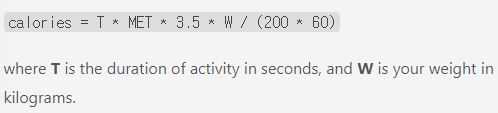 calories = T * MET * 3.5 * W / (200 * 60)
where T is the duration of activity in seconds, and W is your weight in
kilograms.